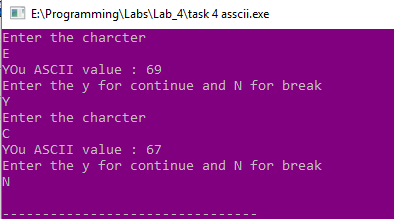 E:\Programming\Labs\Lab_4\task 4 asscii.exe
Enter the charcter
E
YOu ASCII value : 69
Enter the y for continue and N for break
Y
Enter the charcter
C
YOu ASCII value : 67
Enter the y for continue and N for break
N
--------------------------------